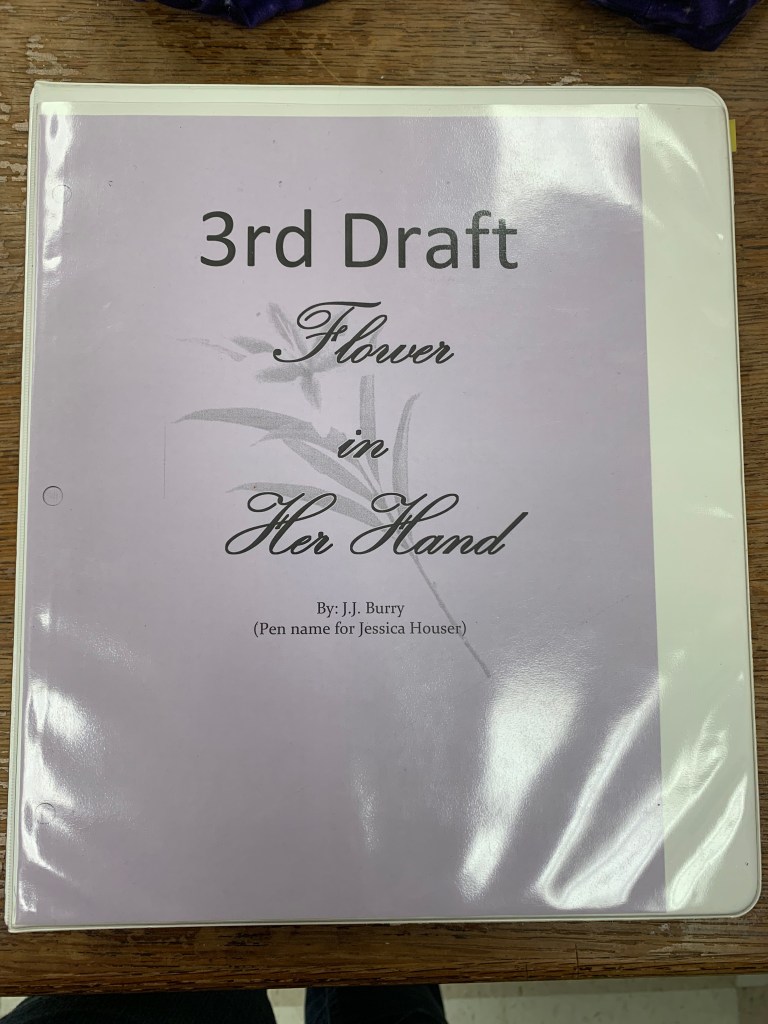 3rd Draft
Flower
in
Her Hand
By: J.J. Burry
(Pen name for Jessica Houser)